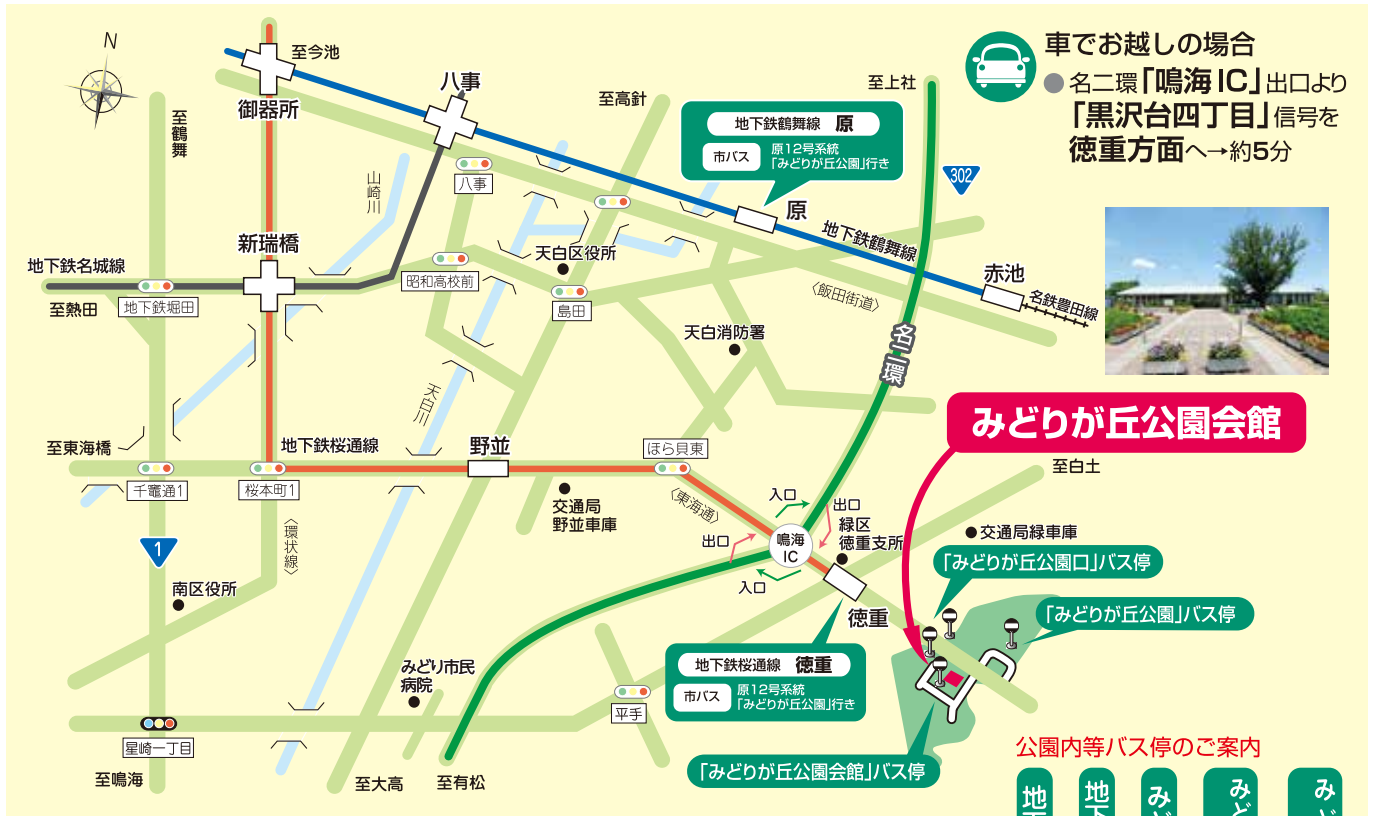 N
至今池
御器所
八事
至高針
至上社
至鶴舞
山崎川
八事
302
地下鉄鶴舞線 原
市バス
原12号系統
「みどりが丘公園」行き
車でお越しの場合
名二環「鳴海IC」出口より
「黒沢台四丁目」信号を
徳重方面へ→約5分
原
地下鉄鶴舞線
新瑞橋
地下鉄名城線
至熱田
地下鉄堀田
昭和高校前
天白区役所
島田
〈飯田街道〉
赤池
名鉄豊田線
天白消防署
名二環
天白川
みどりが丘公園会館
至東海橋
地下鉄桜通線
野並
ほら貝東
至白土
千竈通1
桜本町1
交通局
野並車庫
〈東海通〉
入口
出口
出口
入口
鳴海
IC
緑区
徳重支所
交通局緑車庫
〈環状線〉
1
南区役所
徳重
「みどりが丘公園口」バス停
「みどりが丘公園」バス停
地下鉄桜通線 徳重
市バス
原12号系統
「みどりが丘公園」行き
みどり市民
病院
平手
星崎一丁目
至鳴海
至大高
至有松
「みどりが丘公園会館」バス停
公園内等バス停のご案内
地
地下
み
みど
み